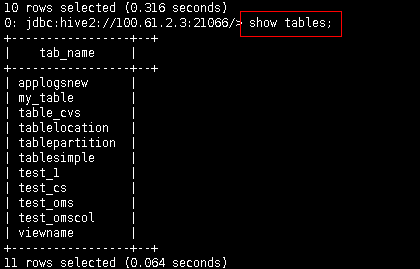 10 rows selected (0.316 seconds)
0: jdbc:hive2://100.61.2.3:21066/> show tables;
+-----------------+--+
|    tab_name     |
+-----------------+--+
| applogsnew      |
| my_table        |
| table_cvs       |
| tablelocation   |
| tablepartition  |
| tablesimple     |
| test_1          |
| test_cs         |
| test_oms        |
| test_omscol     |
| viewname        |
+-----------------+--+
11 rows selected (0.064 seconds)